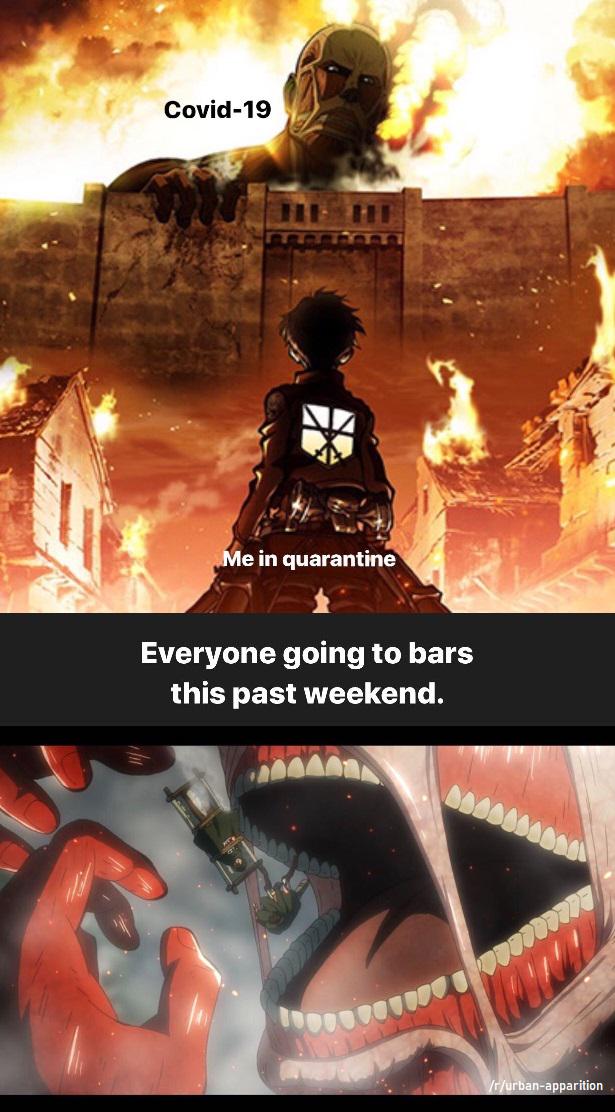 Covid-19
Me in quarantine
Everyone going to bars
this past weekend.
/r/urban-apparition